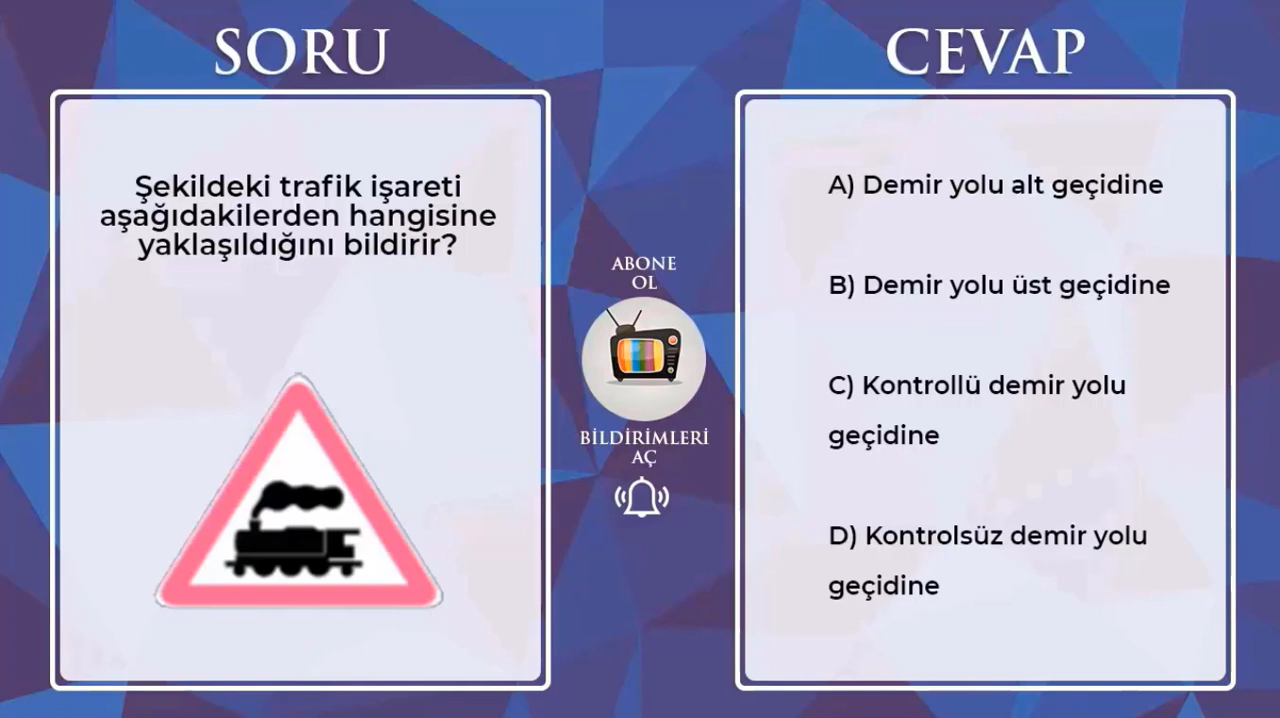 SORU
Şekildeki trafik işareti
aşağıdakilerden hangisine
yaklaşıldığını bildirir?
ABONE
OL
BİLDİRİMLERİ
AÇ
CEVAP
A) Demir yolu alt geçidine
B) Demir yolu üst geçidine
C) Kontrollü demir yolu
geçidine
D) Kontrolsüz demir yolu
geçidine